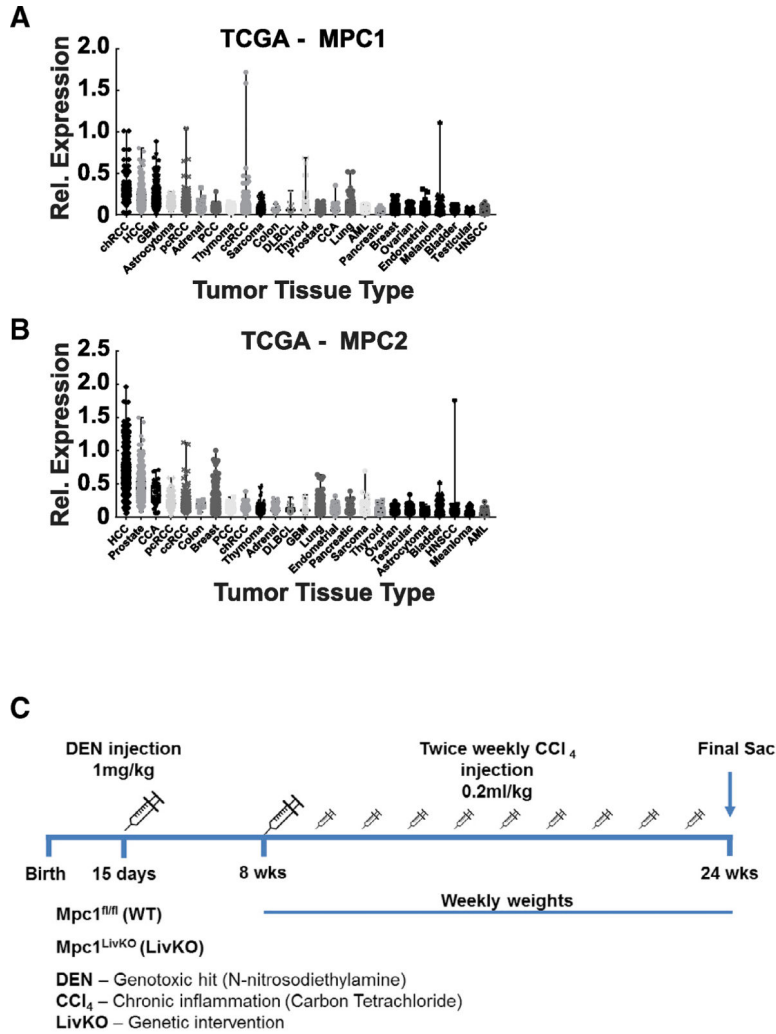 A
TCGA - MPC1
Rel. Expression
2.0
1.5
1.0
0.5
0
chRCC
HCC
GBM
Astrocytoma
pcRCC
Adrenal
PCC
Thymoma
ccRCC
Sarcoma
Colon
DLBCL
Thyroid
Prostate
CCA
Lung
AML
Pancreatic
Breast
Ovarian
Endometrial
Melanoma
Bladder
Testicular
HNSCC
Tumor Tissue Type
B
TCGA - MPC2
Rel. Expression
2.5
2.0
1.5
1.0
0.5
0
HCC
Prostate
CCA
pcRCC
ccRCC
Colon
Breast
PCC
chRCC
Thymoma
Adrenal
DLBCL
GBM
Lung
Endometrial
Pancreatic
Sarcoma
Thyroid
Ovarian
Testicular
Astrocytoma
Bladder
HNSCC
Meanloma
AML
Tumor Tissue Type
C
DEN injection
1mg/kg
Twice weekly CCl4
injection
0.2ml/kg
Final Sac
Birth
15 days
8 wks
24 wks
Weekly weights
Mpc1fl/fl (WT)
Mpc1LivKO (LivKO)
DEN – Genotoxic hit (N-nitrosodiethylamine)
CCl4 – Chronic inflammation (Carbon Tetrachloride)
LivKO – Genetic intervention